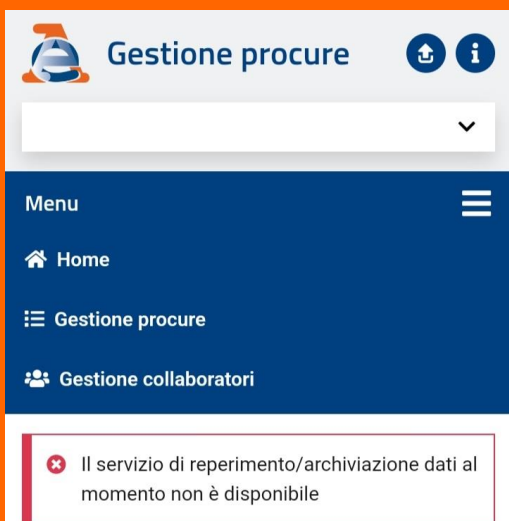 Gestione procure
Menu
Home
Gestione procure
Gestione collaboratori
Il servizio di reperimento/archiviazione dati al
momento non è disponibile